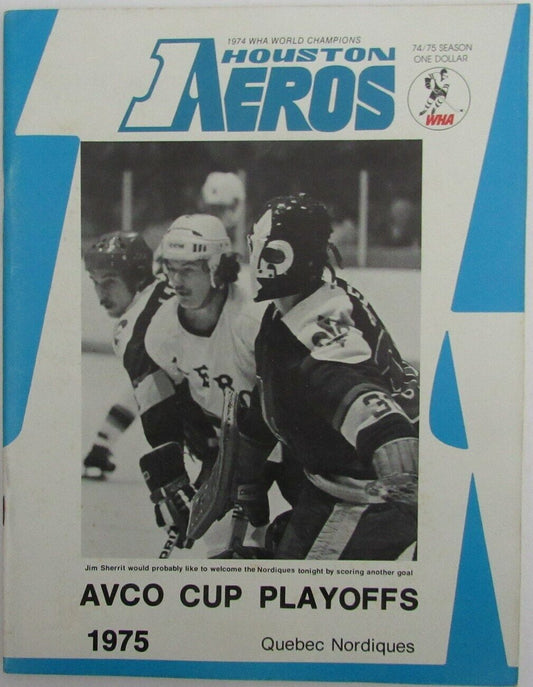 1974 WHA WORLD CHAMPIONS
HOUSTON
AEROS
74/75 SEASON
ONE DOLLAR
WHA
Jim Sherrit would probably like to welcome the Nordiques tonight by scoring another goal
AVCO CUP PLAYOFFS
1975
Quebec Nordiques